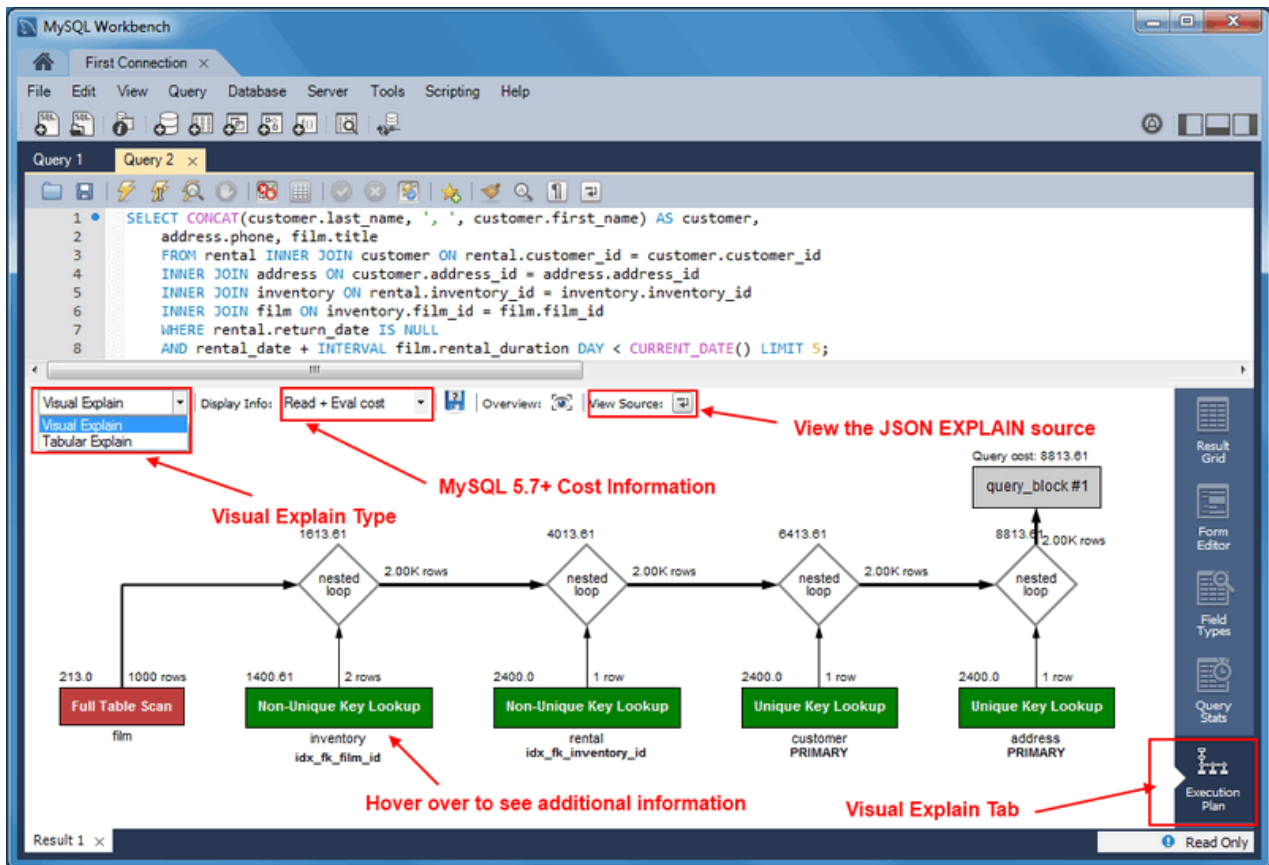 MySQL Workbench
First Connection ×
File Edit View Query Database Server Tools Scripting Help
Query 1 Query 2 ×
1 SELECT CONCAT(customer.last_name, ', ', customer.first_name) AS customer,
2 address.phone, film.title
3 FROM rental INNER JOIN customer ON rental.customer_id = customer.customer_id
4 INNER JOIN address ON customer.address_id = address.address_id
5 INNER JOIN inventory ON rental.inventory_id = inventory.inventory_id
6 INNER JOIN film ON inventory.film_id = film.film_id
7 WHERE rental.return_date IS NULL
8 AND rental_date + INTERVAL film.rental_duration DAY < CURRENT_DATE() LIMIT 5;
Visual Explain Display Info: Read + Eval cost Overview: View Source:
Visual Explain
Tabular Explain
View the JSON EXPLAIN source
MySQL 5.7+ Cost Information
Visual Explain Type
Query cost: 8813.61
query_block #1
1613.61 4013.61 6413.61 8813.61
2.00K rows
nested loop
2.00K rows
nested loop
2.00K rows
nested loop
2.00K rows
nested loop
213.0 1000 rows
Full Table Scan
film
1400.61 2 rows
Non-Unique Key Lookup
inventory
idx_fk_film_id
2400.0 1 row
Non-Unique Key Lookup
rental
idx_fk_inventory_id
2400.0 1 row
Unique Key Lookup
customer
PRIMARY
2400.0 1 row
Unique Key Lookup
address
PRIMARY
Hover over to see additional information
Visual Explain Tab
Result
Grid
Form
Editor
Field
Types
Query
Stats
Execution
Plan
Result 1 ×
Read Only